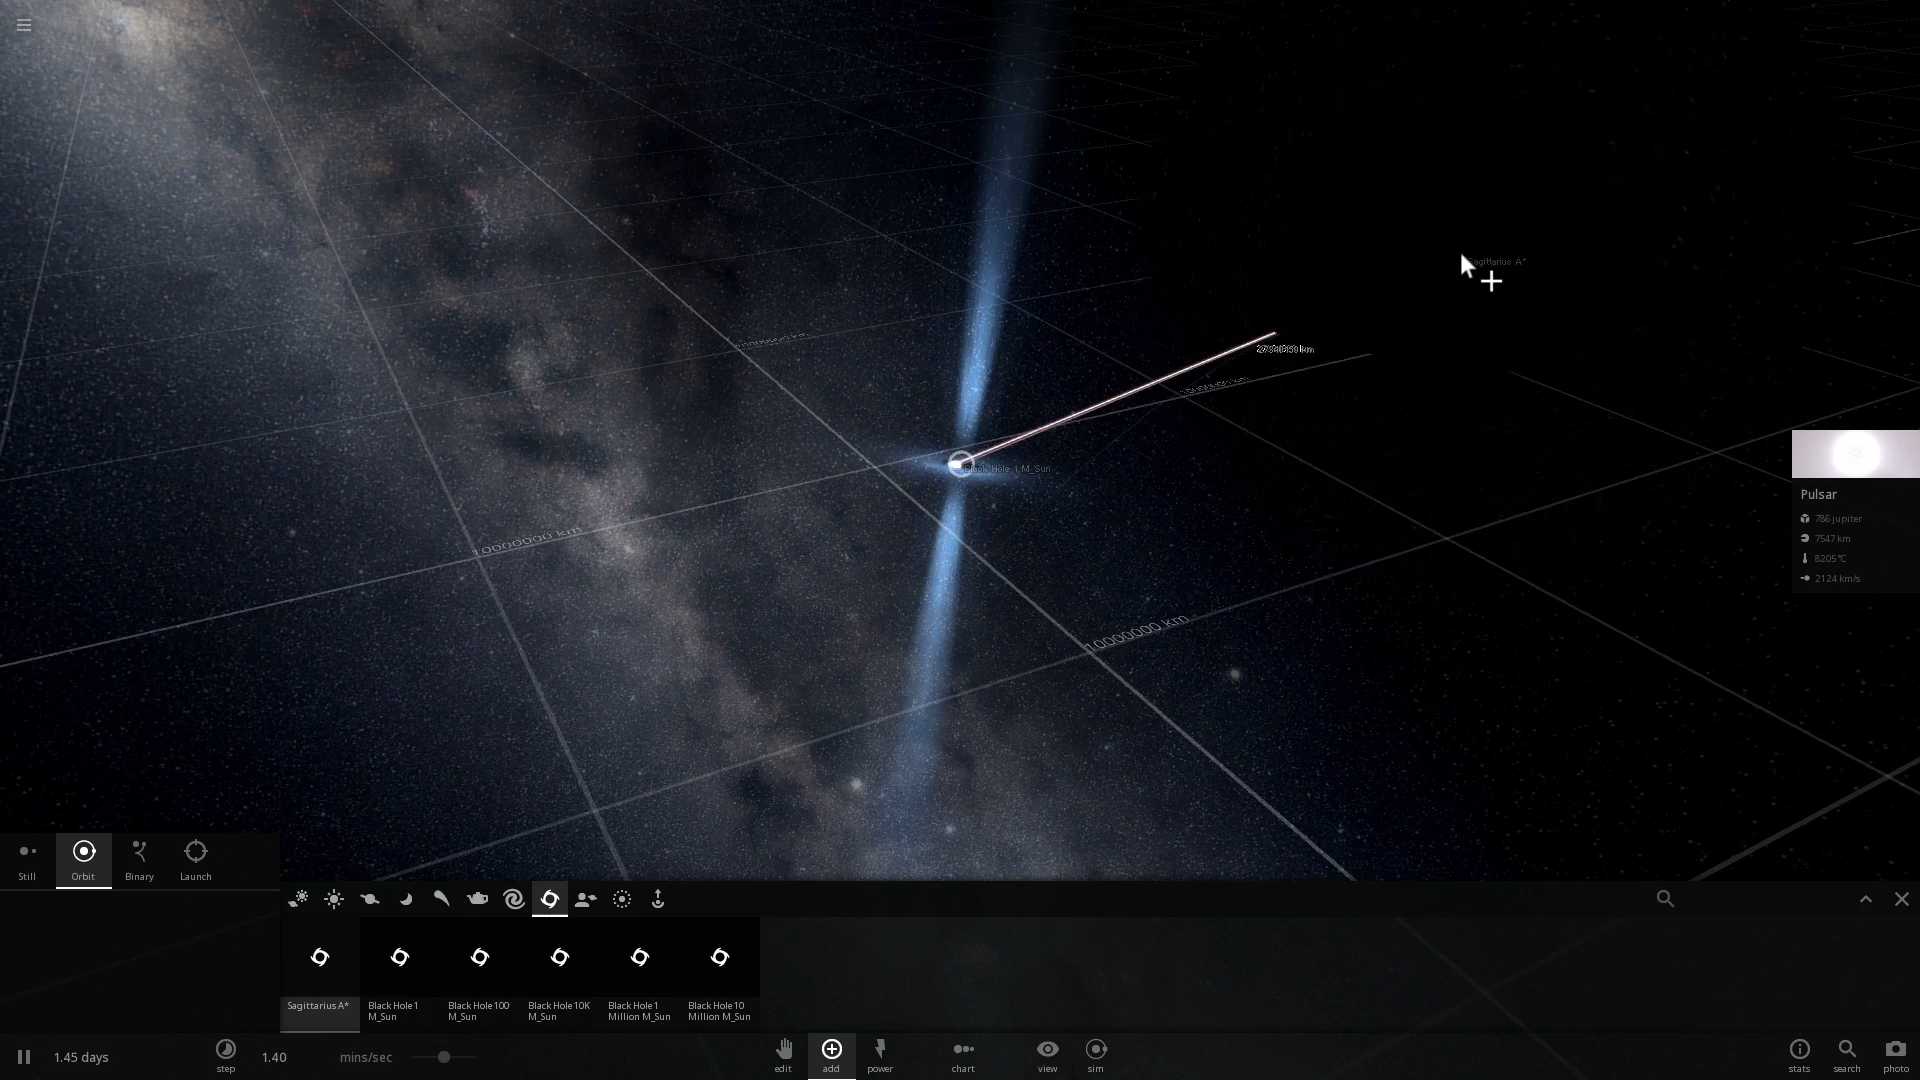 Sagittarius A*
Black Hole 1 M_Sun
10000000 km
10000000 km
Pulsar
786 jupiter
7547 km
8205°C
2124 km/s
Still
Orbit
Binary
Launch
Sagittarius A*
Black Hole 1
M_Sun
Black Hole 100
M_Sun
Black Hole 10K
M_Sun
Black Hole 1
Million M_Sun
Black Hole 10
Million M_Sun
1.45 days
step
1.40
mins/sec
edit
add
power
chart
view
sim
stats
search
photo